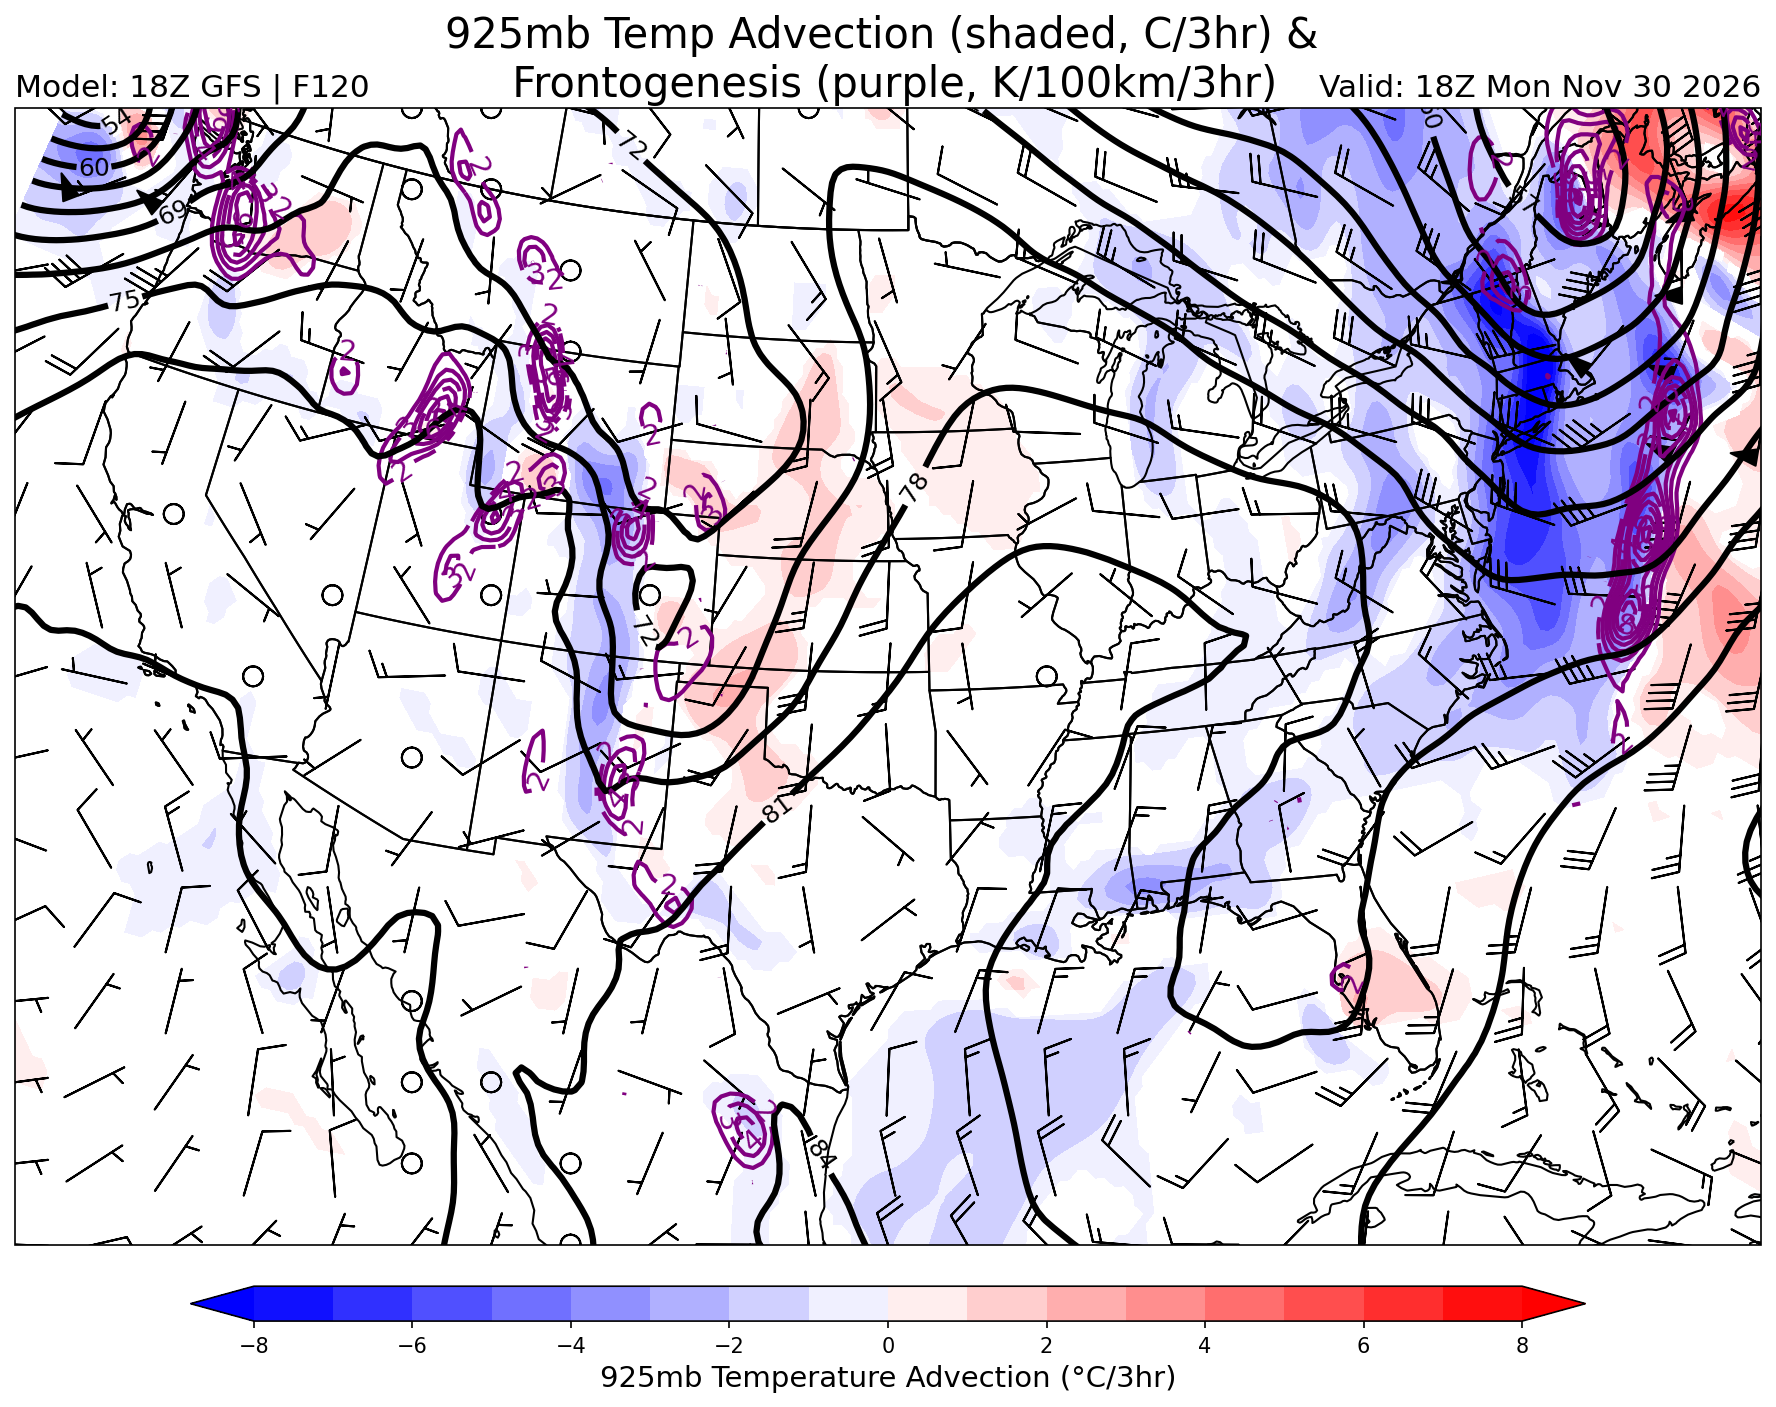 925mb Temp Advection (shaded, C/3hr) &
Frontogenesis (purple, K/100km/3hr)
Model: 18Z GFS | F120
Valid: 18Z Mon Nov 30 2026
54
60
69
72
75
78
72
81
84
−8 −6 −4 −2 0 2 4 6 8
925mb Temperature Advection (°C/3hr)